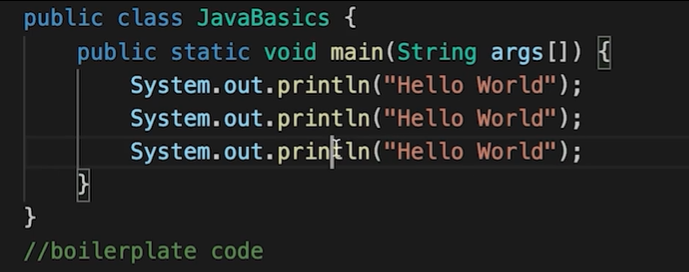 public class JavaBasics {
    public static void main(String args[]) {
        System.out.println("Hello World");
        System.out.println("Hello World");
        System.out.println("Hello World");
    }
}
//boilerplate code